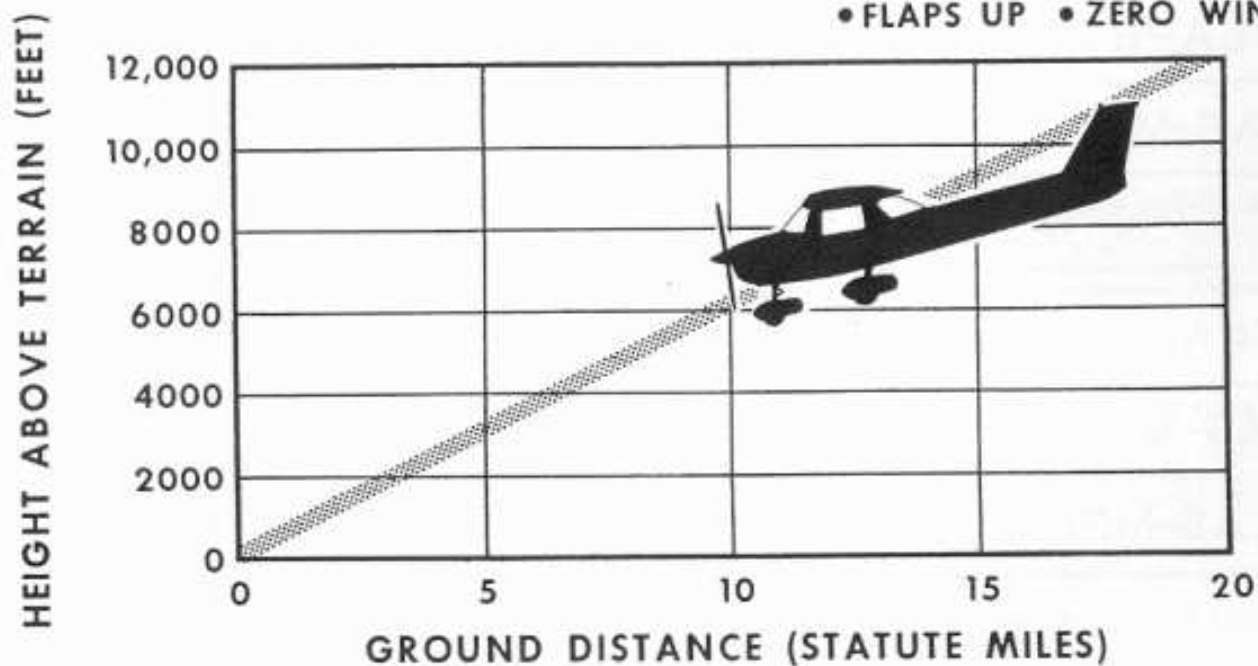 • FLAPS UP • ZERO WIN
HEIGHT ABOVE TERRAIN (FEET)
12,000
10,000
8000
6000
4000
2000
0
0 5 10 15 20
GROUND DISTANCE (STATUTE MILES)